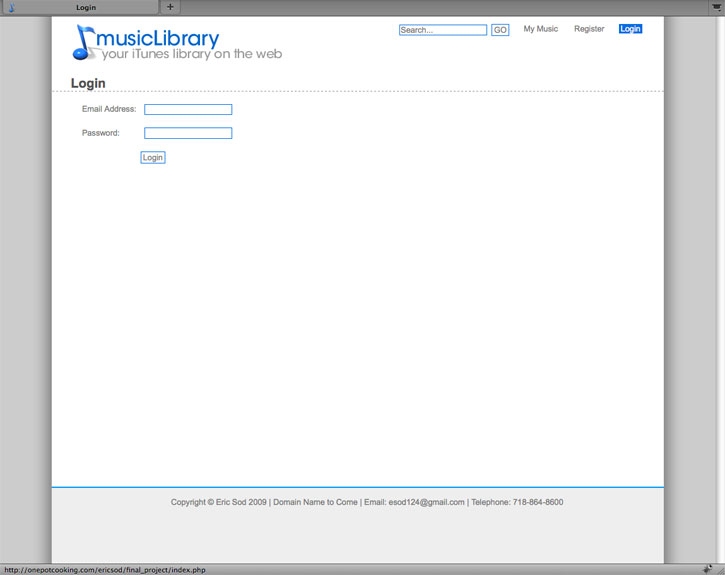 Login
+
musicLibrary
your iTunes library on the web
Search... GO My Music Register Login
Login
Email Address:
Password:
Login
Copyright © Eric Sod 2009 | Domain Name to Come | Email: esod124@gmail.com | Telephone: 718-864-8600
http://onepotcooking.com/ericsod/final_project/index.php